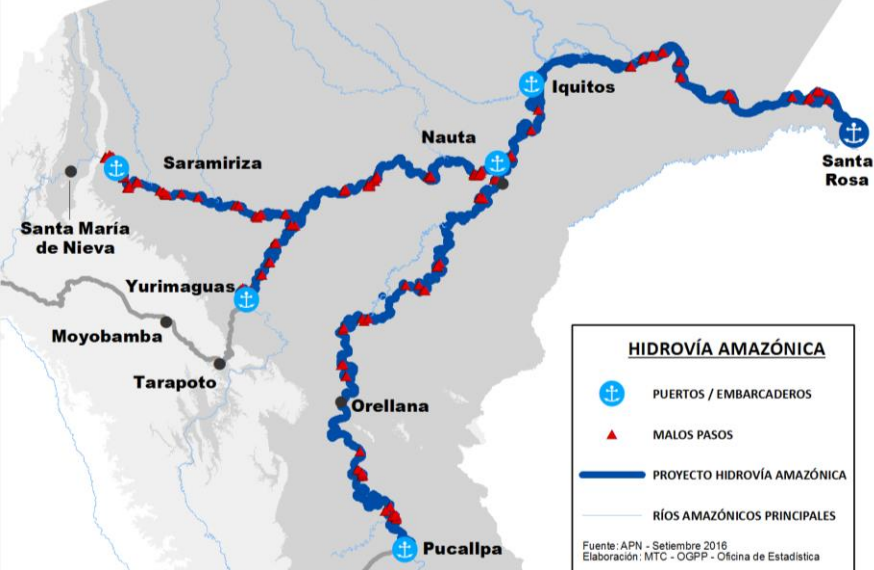 Iquitos
Nauta
Saramiriza
Santa
Rosa
Santa María
de Nieva
Yurimaguas
Moyobamba
Tarapoto
Orellana
Pucallpa
HIDROVÍA AMAZÓNICA
PUERTOS / EMBARCADEROS
MALOS PASOS
PROYECTO HIDROVÍA AMAZÓNICA
RÍOS AMAZÓNICOS PRINCIPALES
Fuente: APN - Setiembre 2016
Elaboración: MTC - OGPP - Oficina de Estadística